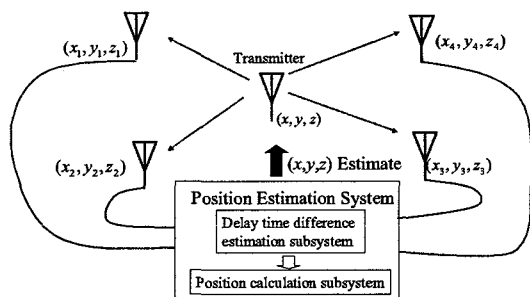 (x₁, y₁, z₁)
(x₄, y₄, z₄)
Transmitter
(x, y, z)
(x₂, y₂, z₂)
(x₃, y₃, z₃)
(x,y,z) Estimate
Position Estimation System
Delay time difference
estimation subsystem
Position calculation subsystem